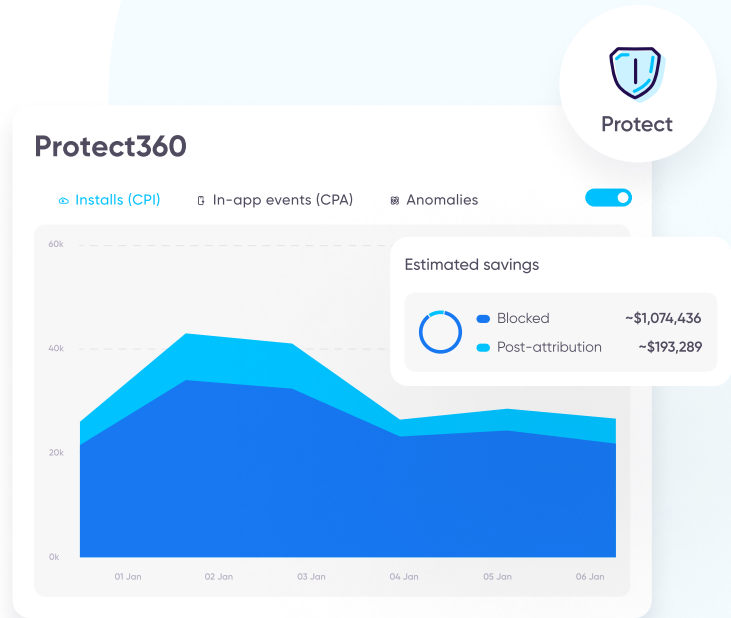 Protect
Protect360
Installs (CPI)
In-app events (CPA)
Anomalies
60k
40k
20k
0k
Estimated savings
Blocked ~$1,074,436
Post-attribution ~$193,289
01 Jan 02 Jan 03 Jan 04 Jan 05 Jan 06 Jan